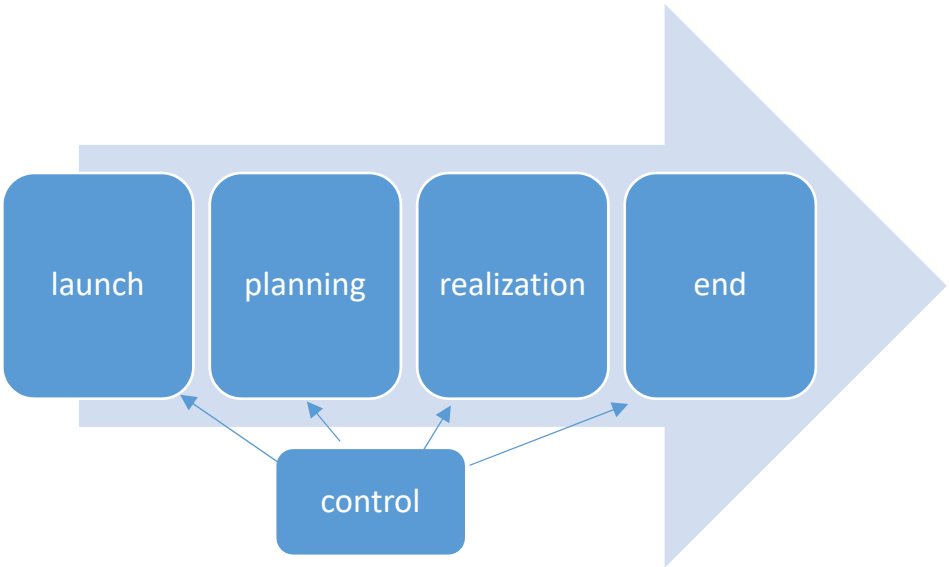 launch
planning
realization
end
control